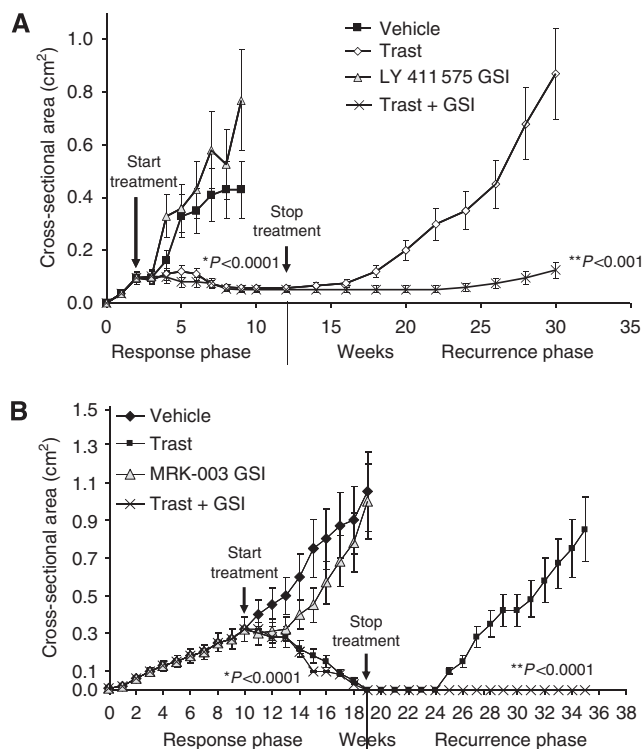 A
Vehicle
Trast
LY 411 575 GSI
Trast + GSI
Cross-sectional area (cm2)
1.0
0.8
0.6
0.4
0.2
0.0
Start
treatment
Stop
treatment
*P<0.0001
**P<0.001
0 5 10 15 20 25 30 35
Response phase Weeks Recurrence phase
B
Vehicle
Trast
MRK-003 GSI
Trast + GSI
Cross-sectional area (cm2)
1.5
1.3
1.1
0.9
0.7
0.5
0.3
0.1
0.0
Start
treatment
Stop
treatment
*P<0.0001
**P<0.0001
0 2 4 6 8 10 12 14 16 18 20 22 24 26 28 30 32 34 36 38
Response phase Weeks Recurrence phase